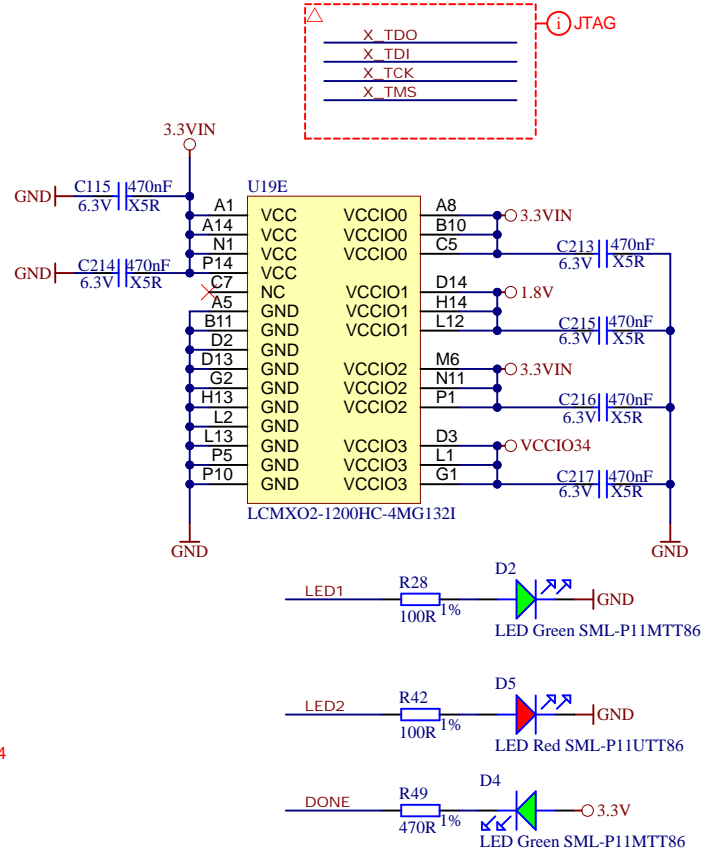 JTAG
X_TDO
X_TDI
X_TCK
X_TMS
3.3VIN
GND C115 470nF
6.3V X5R
GND C214 470nF
6.3V X5R
U19E
A1 VCC VCCIO0 A8 3.3VIN
A14 VCC VCCIO0 B10
N1 VCC VCCIO0 C5 C213 470nF
P14 VCC 6.3V X5R
C7 NC VCCIO1 D14 1.8V
A5 GND VCCIO1 H14
B11 GND VCCIO1 L12 C215 470nF
D2 GND 6.3V X5R
D13 GND VCCIO2 M6 3.3VIN
G2 GND VCCIO2 N11
H13 GND VCCIO2 P1 C216 470nF
L2 GND 6.3V X5R
L13 GND VCCIO3 D3 VCCIO34
P5 GND VCCIO3 L1
P10 GND VCCIO3 G1 C217 470nF
6.3V X5R
LCMXO2-1200HC-4MG132I
GND GND
LED1 R28 D2 GND
100R 1%
LED Green SML-P11MTT86
LED2 R42 D5 GND
100R 1%
LED Red SML-P11UTT86
4
DONE R49 D4 3.3V
470R 1%
LED Green SML-P11MTT86